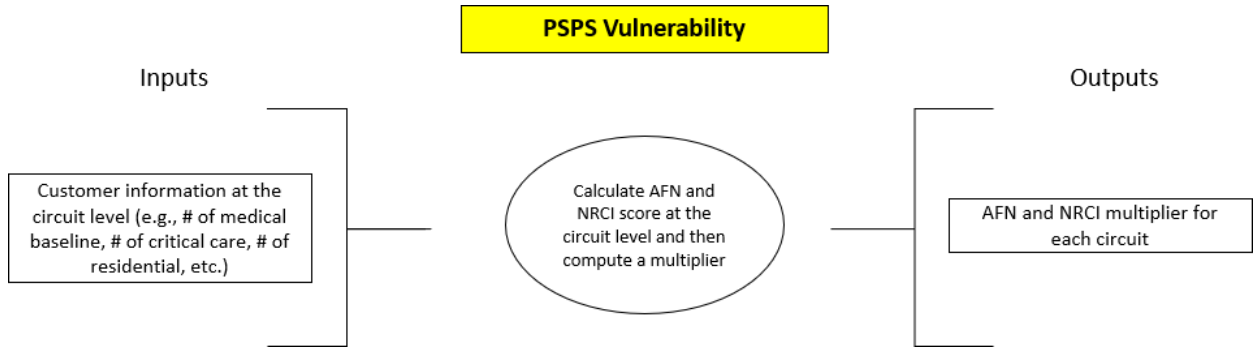 PSPS Vulnerability
Inputs
Outputs
Customer information at the
circuit level (e.g., # of medical
baseline, # of critical care, # of
residential, etc.)
Calculate AFN and
NRCI score at the
circuit level and then
compute a multiplier
AFN and NRCI multiplier for
each circuit